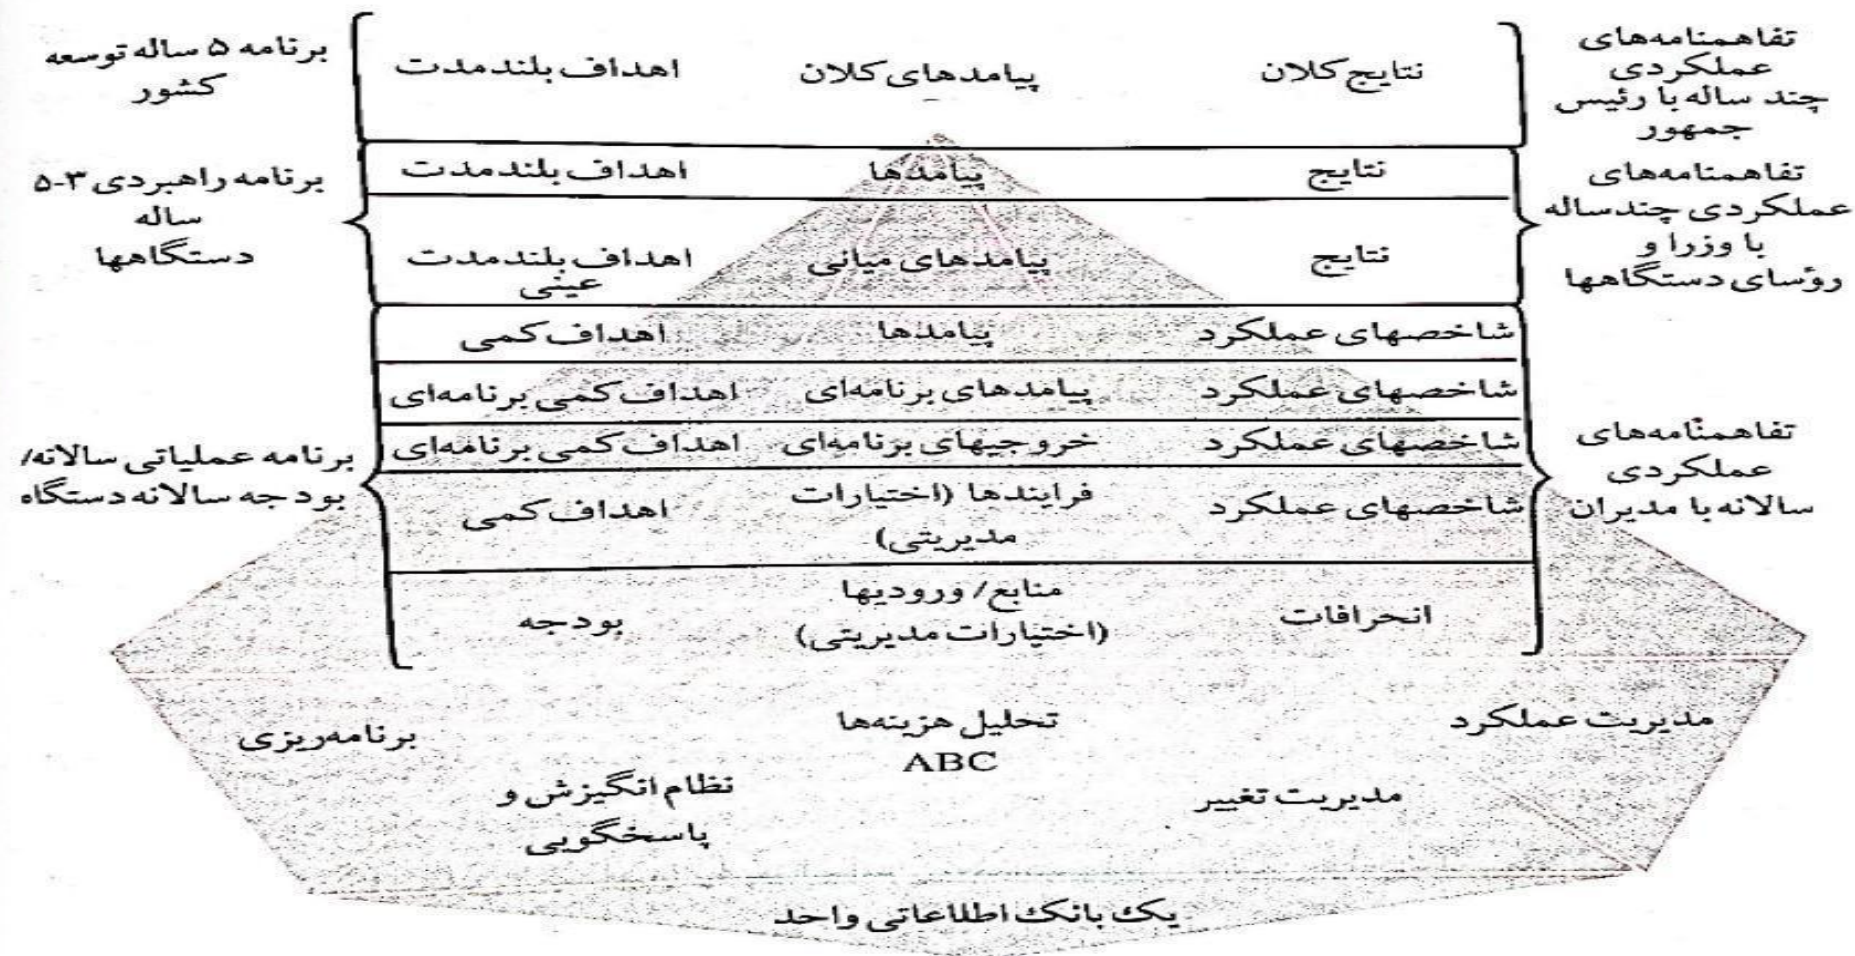 تفاهمنامه‌های
عملکردی
چند ساله با رئیس
جمهور
نتایج کلان
پیامدهای کلان
اهداف بلندمدت
برنامه ۵ ساله توسعه
کشور
تفاهمنامه‌های
عملکردی چندساله
با وزرا و
رؤسای دستگاهها
نتایج
پیامدها
اهداف بلندمدت
نتایج
پیامدهای میانی
اهداف بلندمدت
عینی
برنامه راهبردی ۳-۵
ساله
دستگاهها
تفاهمنامه‌های
عملکردی
سالانه با مدیران
شاخصهای عملکرد
پیامدها
اهداف کمی
شاخصهای عملکرد
پیامدهای برنامه‌ای
اهداف کمی برنامه‌ای
شاخصهای عملکرد
خروجیهای برنامه‌ای
اهداف کمی برنامه‌ای
شاخصهای عملکرد
فرایندها (اختیارات
مدیریتی)
اهداف کمی
انحرافات
منابع/ ورودیها
(اختیارات مدیریتی)
بودجه
برنامه عملیاتی سالانه/
بودجه سالانه دستگاه
مدیریت عملکرد
تحلیل هزینه‌ها
ABC
برنامه‌ریزی
مدیریت تغییر
نظام انگیزش و
پاسخگویی
یک بانک اطلاعاتی واحد